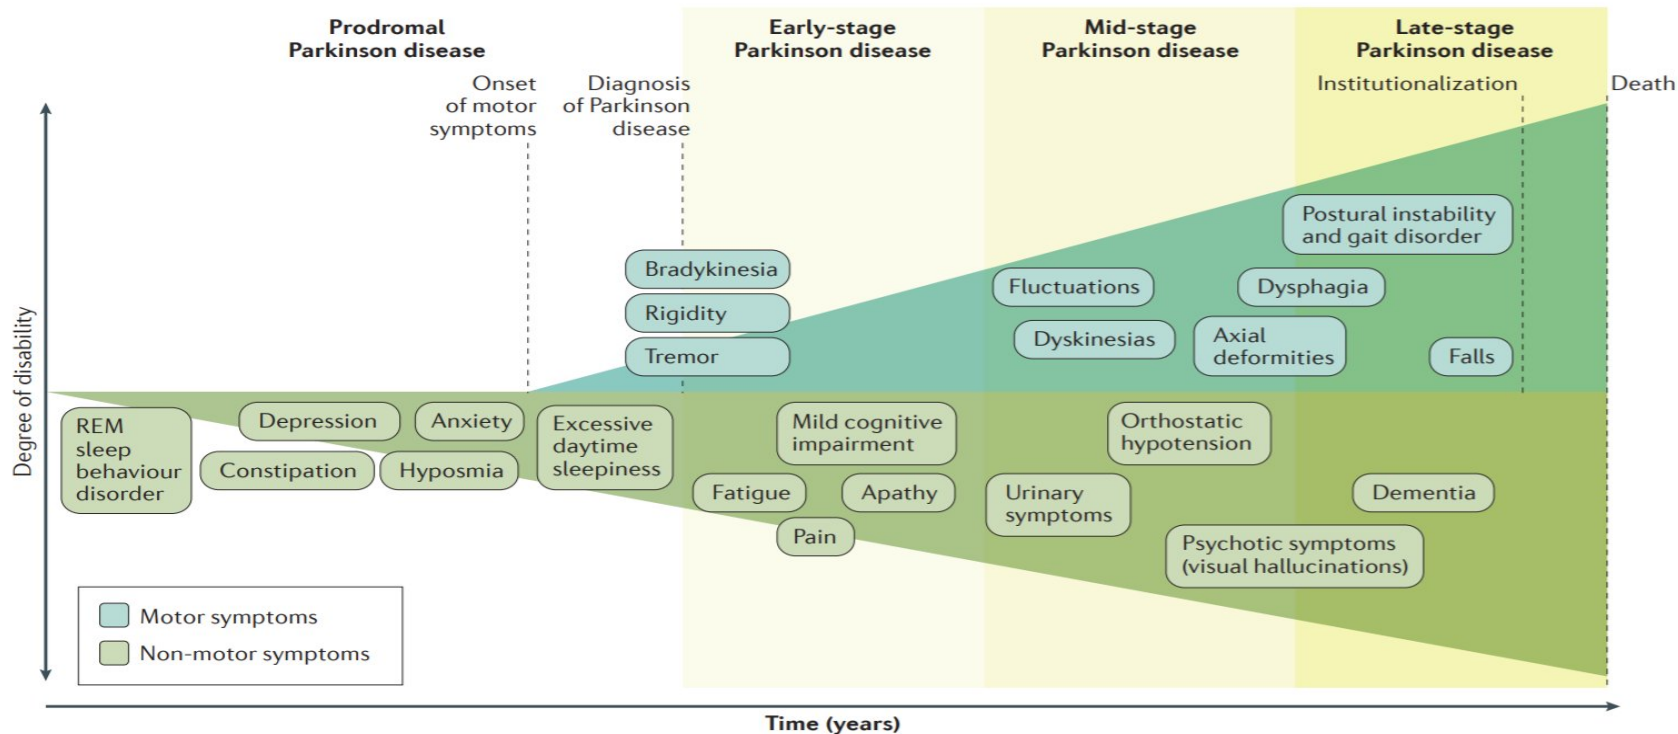 Prodromal
Parkinson disease
Early-stage
Parkinson disease
Mid-stage
Parkinson disease
Late-stage
Parkinson disease
Onset
of motor
symptoms
Diagnosis
of Parkinson
disease
Institutionalization
Death
Degree of disability
Postural instability
and gait disorder
Bradykinesia
Rigidity
Tremor
Fluctuations
Dysphagia
Dyskinesias
Axial
deformities
Falls
REM
sleep
behaviour
disorder
Depression
Anxiety
Constipation
Hyposmia
Excessive
daytime
sleepiness
Mild cognitive
impairment
Fatigue
Apathy
Pain
Orthostatic
hypotension
Urinary
symptoms
Dementia
Psychotic symptoms
(visual hallucinations)
Motor symptoms
Non-motor symptoms
Time (years)